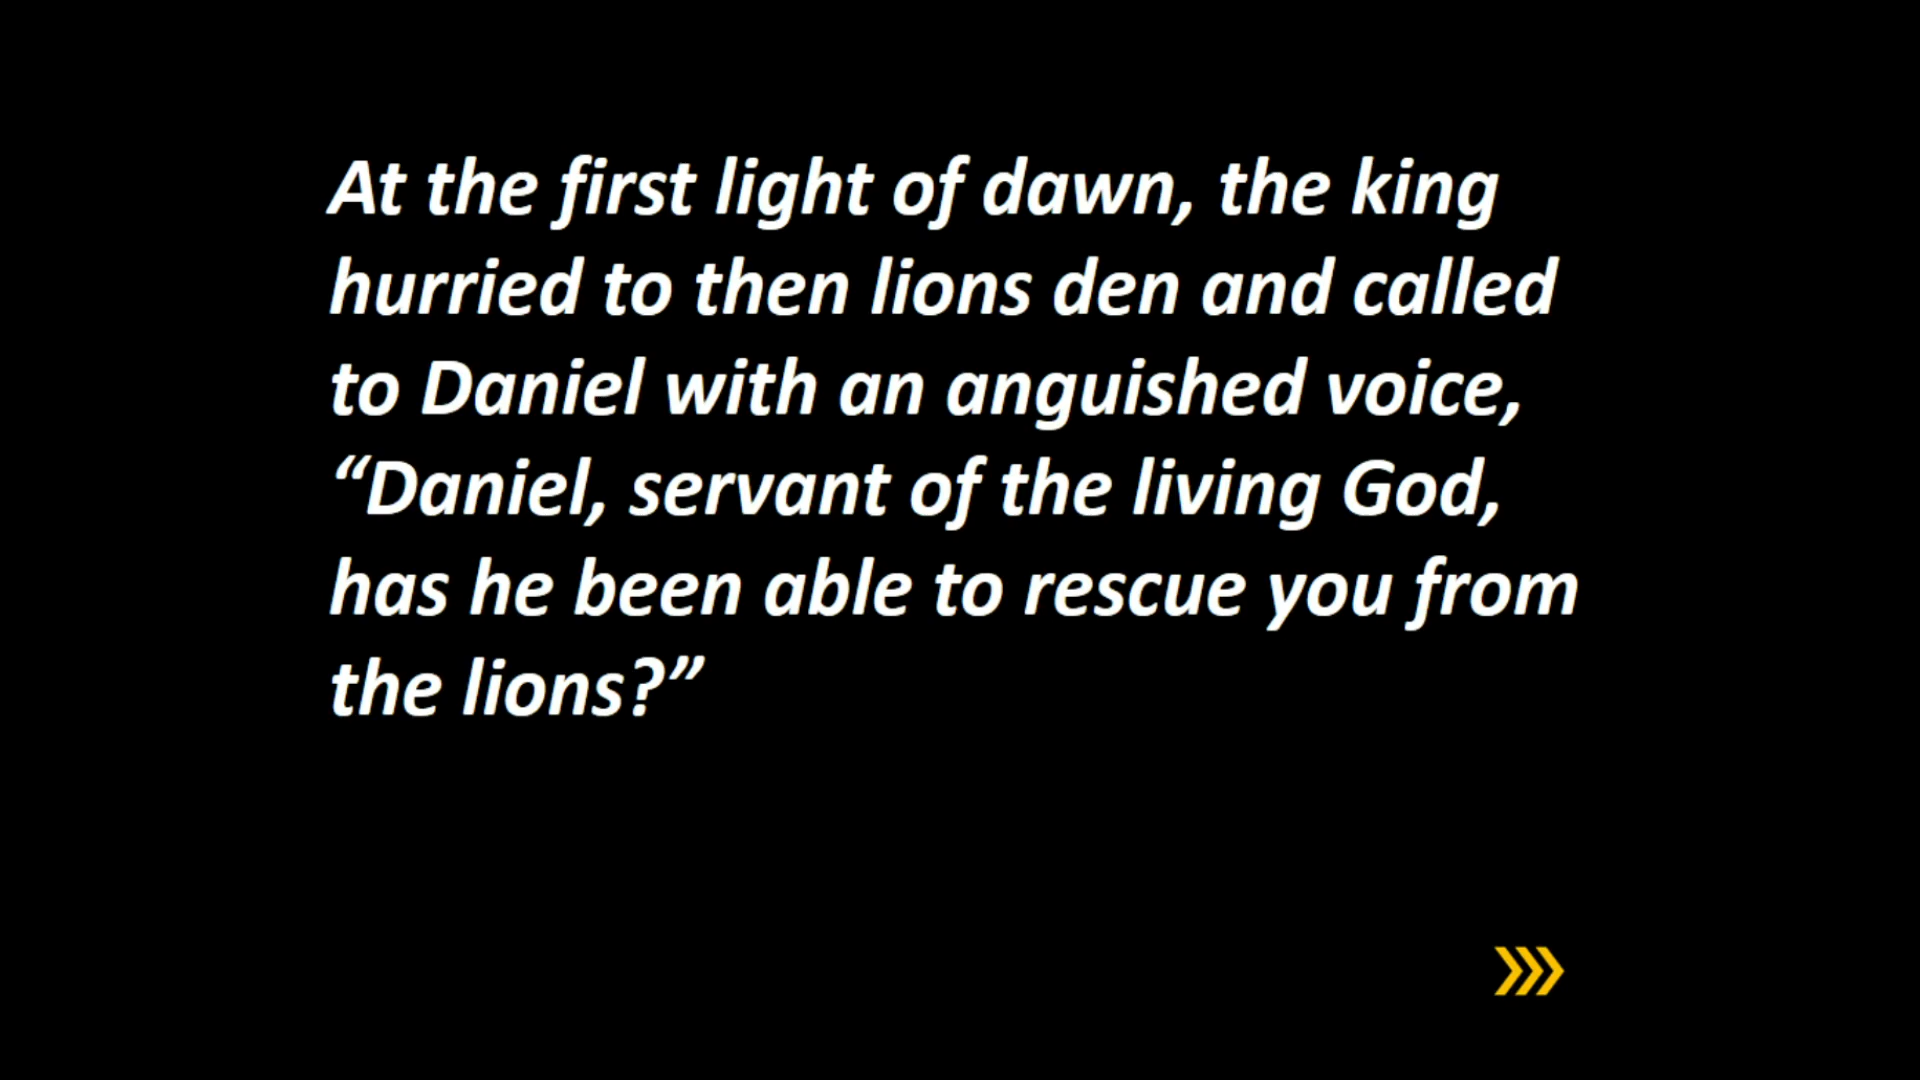 At the first light of dawn, the king
hurried to then lions den and called
to Daniel with an anguished voice,
“Daniel, servant of the living God,
has he been able to rescue you from
the lions?”